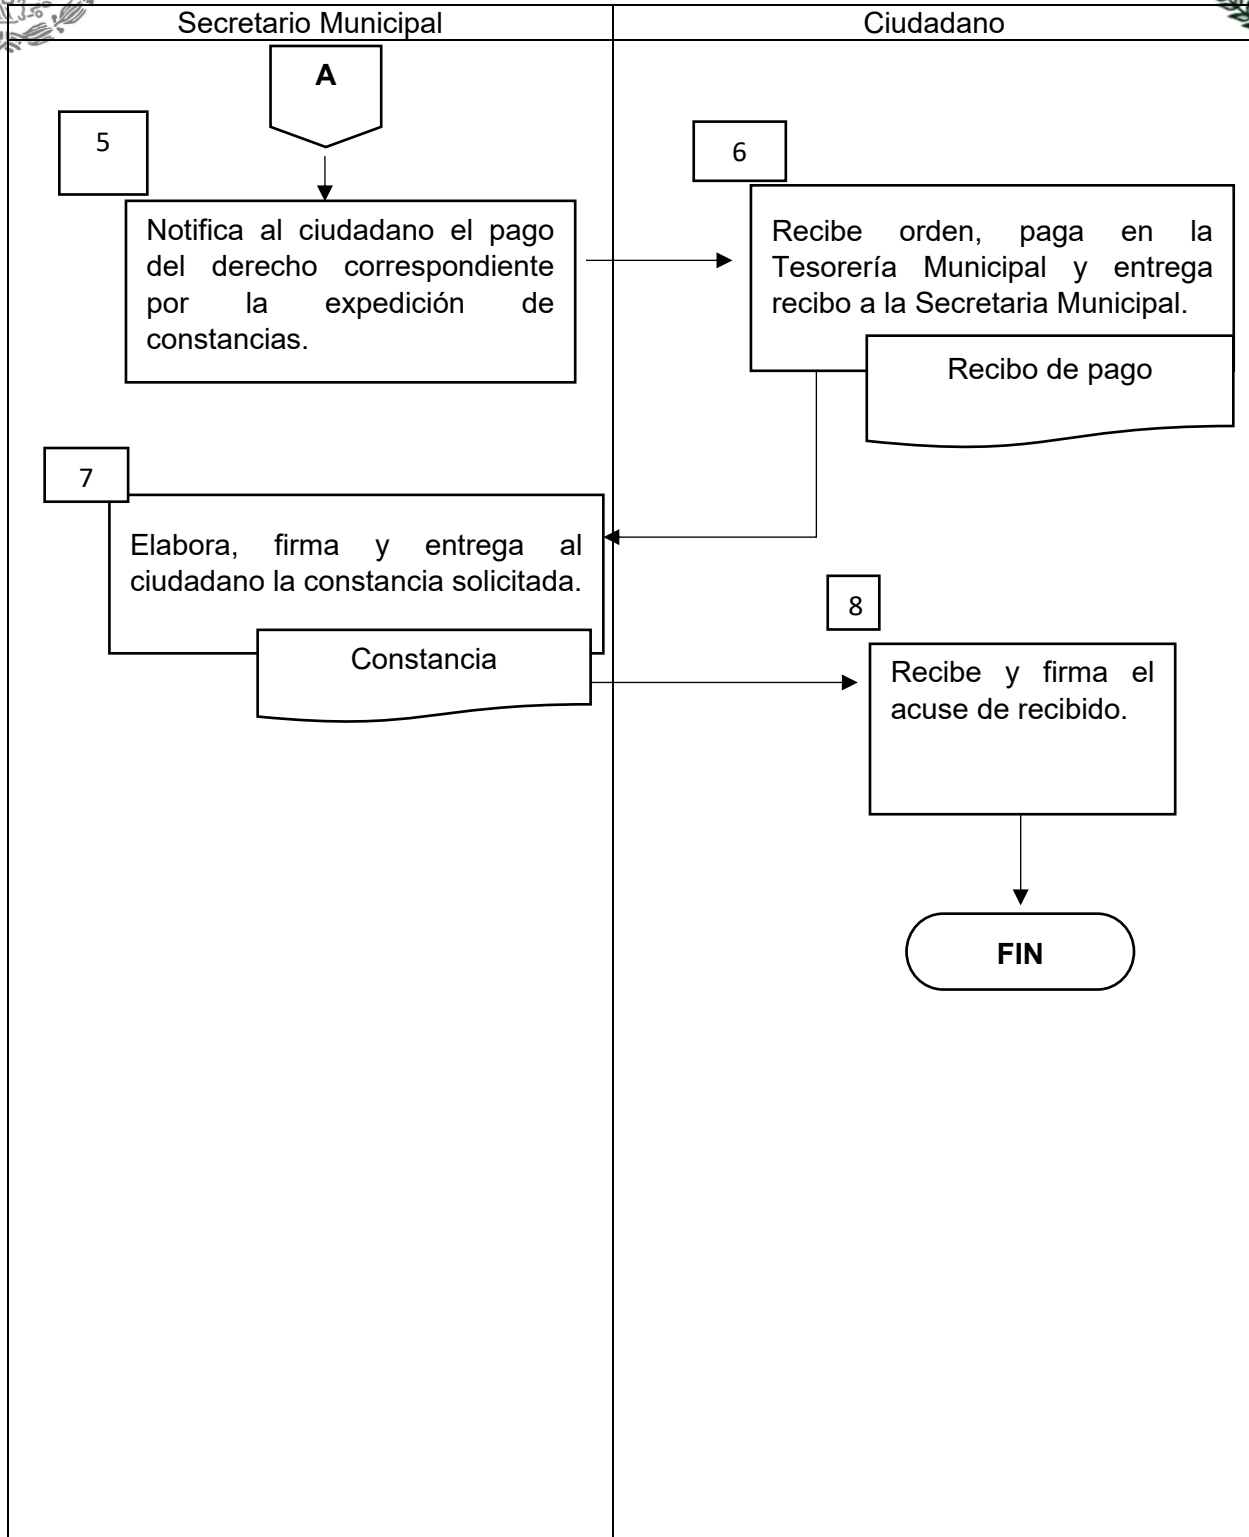 Secretario Municipal
Ciudadano
A
5
Notifica al ciudadano el pago
del derecho correspondiente
por la expedición de
constancias.
6
Recibe orden, paga en la
Tesorería Municipal y entrega
recibo a la Secretaria Municipal.
Recibo de pago
7
Elabora, firma y entrega al
ciudadano la constancia solicitada.
Constancia
8
Recibe y firma el
acuse de recibido.
FIN